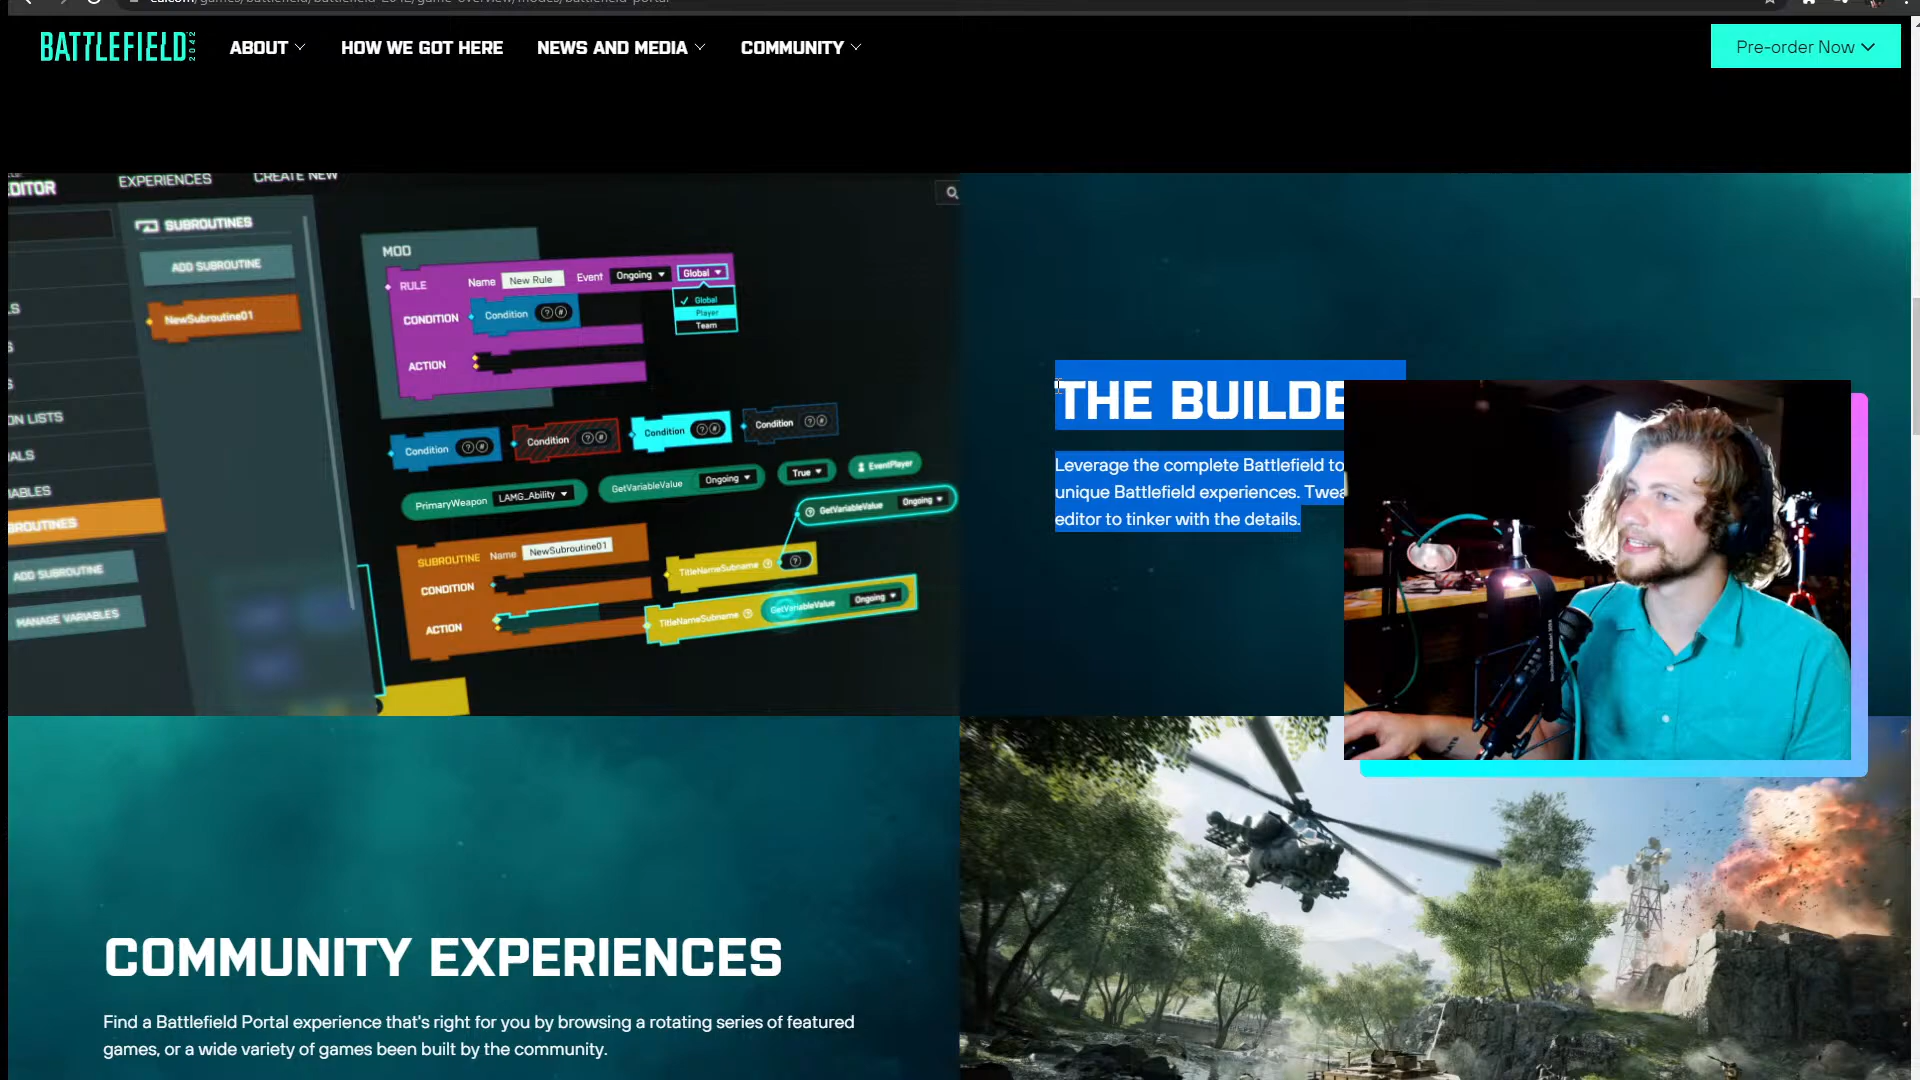 BATTLEFIELD 2042
ABOUT
HOW WE GOT HERE
NEWS AND MEDIA
COMMUNITY
Pre-order Now
EDITOR
EXPERIENCES
CREATE NEW
SUBROUTINES
ADD SUBROUTINE
NewSubroutine01
ADD SUBROUTINE
MANAGE VARIABLES
MOD
RULE
Name New Rule Event Ongoing Global
Global
Player
Team
CONDITION
Condition
ACTION
Condition
Condition
Condition
Condition
PrimaryWeapon LAMG_Ability
GetVariableValue Ongoing
True
EventPlayer
GetVariableValue Ongoing
SUBROUTINE Name NewSubroutine01
CONDITION
ACTION
TitleNameSubname
TitleNameSubname
GetVariableValue Ongoing
THE BUILDE
Leverage the complete Battlefield to
unique Battlefield experiences. Twea
editor to tinker with the details.
COMMUNITY EXPERIENCES
Find a Battlefield Portal experience that's right for you by browsing a rotating series of featured
games, or a wide variety of games been built by the community.